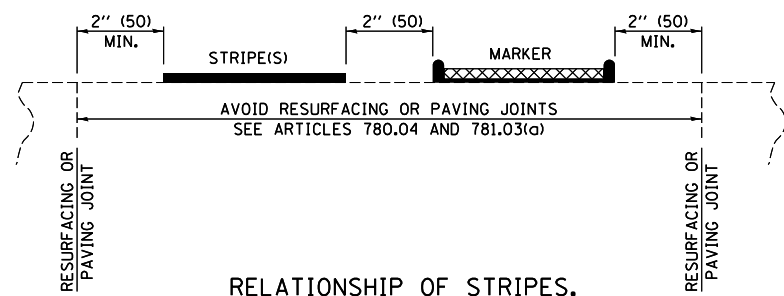 2" (50)
MIN.
STRIPE(S)
2" (50)
MARKER
2" (50)
MIN.
AVOID RESURFACING OR PAVING JOINTS
SEE ARTICLES 780.04 AND 781.03(a)
RESURFACING OR
PAVING JOINT
RESURFACING OR
PAVING JOINT
RELATIONSHIP OF STRIPES,